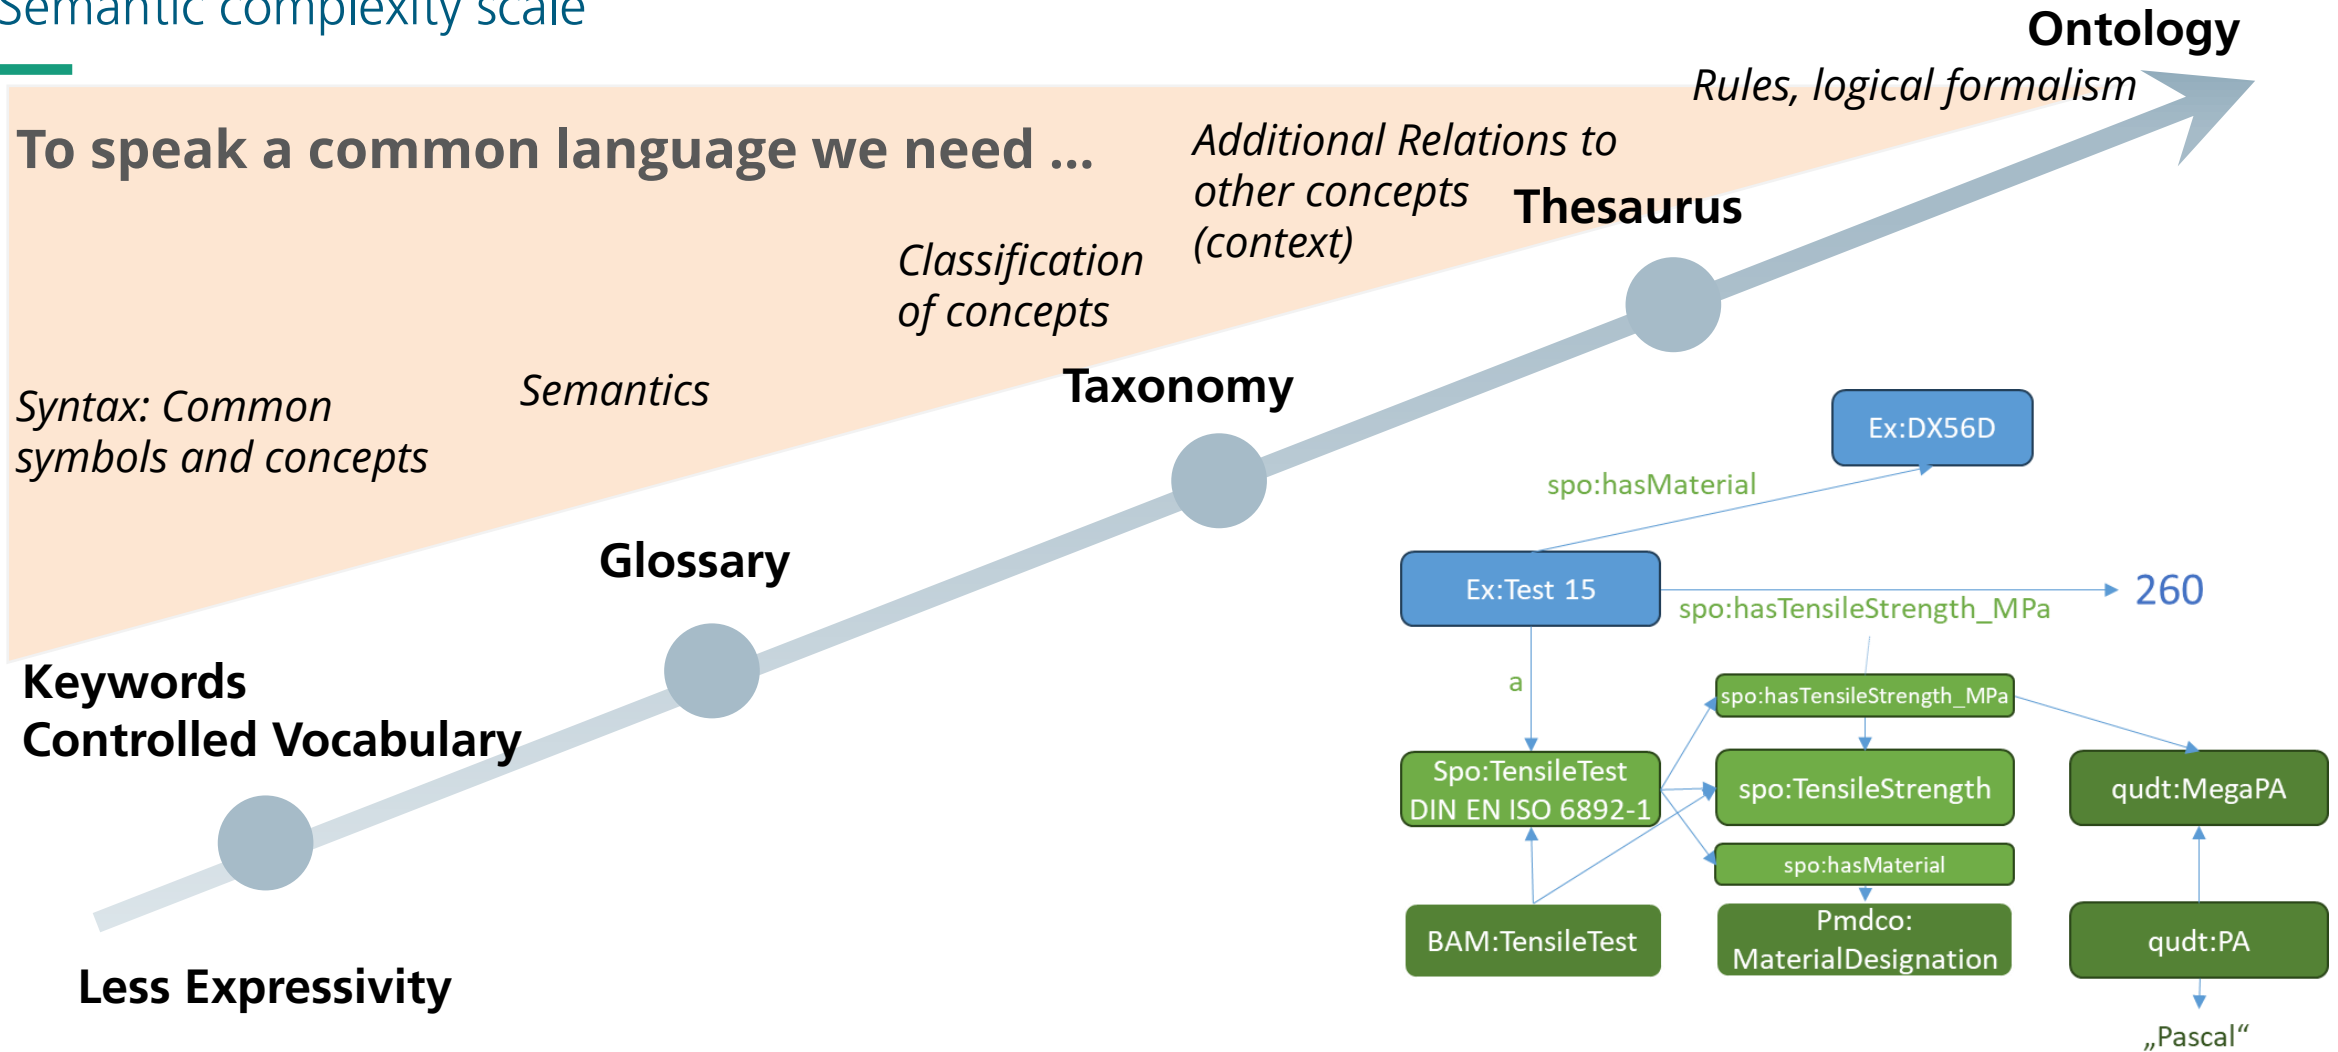 Semantic complexity scale
Ontology
Rules, logical formalism
To speak a common language we need ...
Additional Relations to
other concepts
(context)
Thesaurus
Classification
of concepts
Taxonomy
Semantics
Syntax: Common
symbols and concepts
Glossary
Keywords
Controlled Vocabulary
Less Expressivity
Ex:DX56D
spo:hasMaterial
Ex:Test 15
260
spo:hasTensileStrength_MPa
a
spo:hasTensileStrength_MPa
Spo:TensileTest
DIN EN ISO 6892-1
spo:TensileStrength
qudt:MegaPA
spo:hasMaterial
BAM:TensileTest
Pmdco:
MaterialDesignation
qudt:PA
„Pascal“